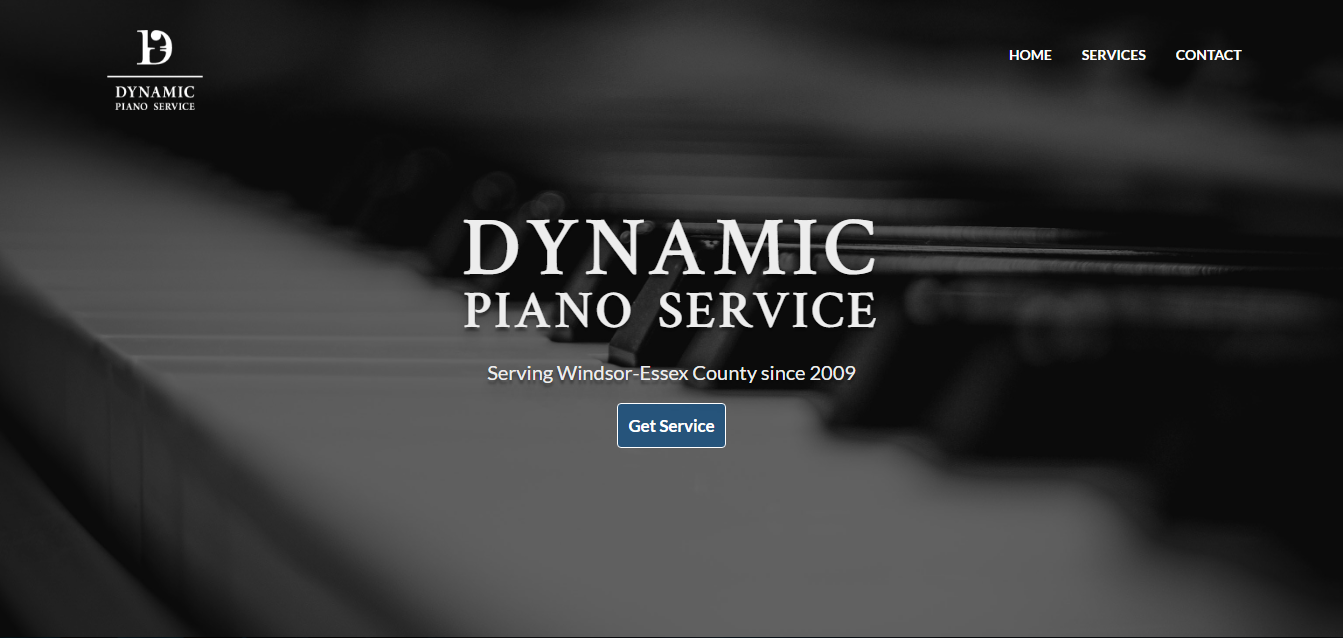 HOME SERVICES CONTACT
DYNAMIC
PIANO SERVICE
DYNAMIC
PIANO SERVICE
Serving Windsor-Essex County since 2009
Get Service